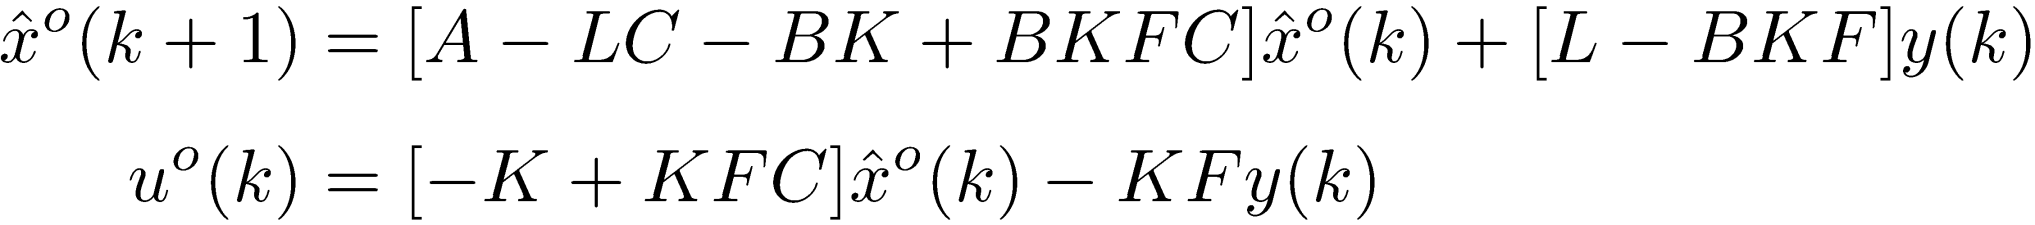 x̂ᵒ(k + 1) = [A − LC − BK + BKFC]x̂ᵒ(k) + [L − BKF]y(k)
uᵒ(k) = [−K + KFC]x̂ᵒ(k) − KFy(k)